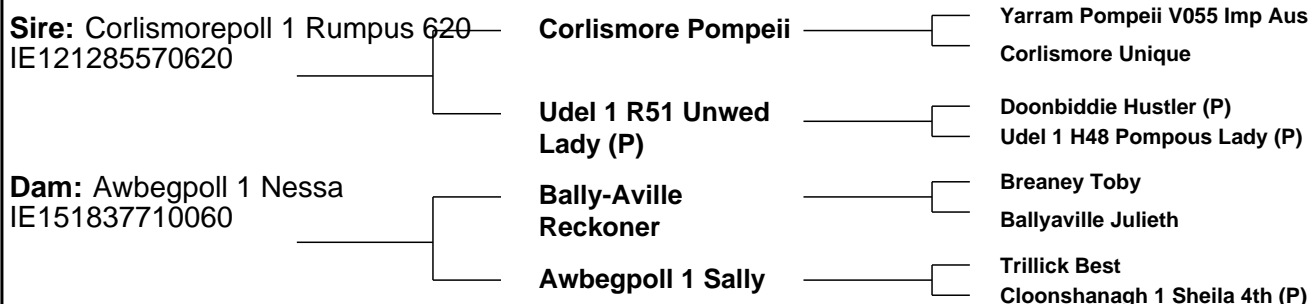 Sire: Corlismorepoll 1 Rumpus 620
IE121285570620
Corlismore Pompeii
Yarram Pompeii V055 Imp Aus
Corlismore Unique
Udel 1 R51 Unwed
Lady (P)
Doonbiddie Hustler (P)
Udel 1 H48 Pompous Lady (P)
Dam: Awbegpoll 1 Nessa
IE151837710060
Bally-Aville
Reckoner
Breaney Toby
Ballyaville Julieth
Awbegpoll 1 Sally
Trillick Best
Cloonshanagh 1 Sheila 4th (P)